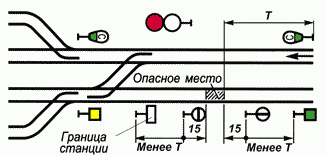 Т
С
С
Опасное место
Граница
станции
15
15
Менее Т
Менее Т